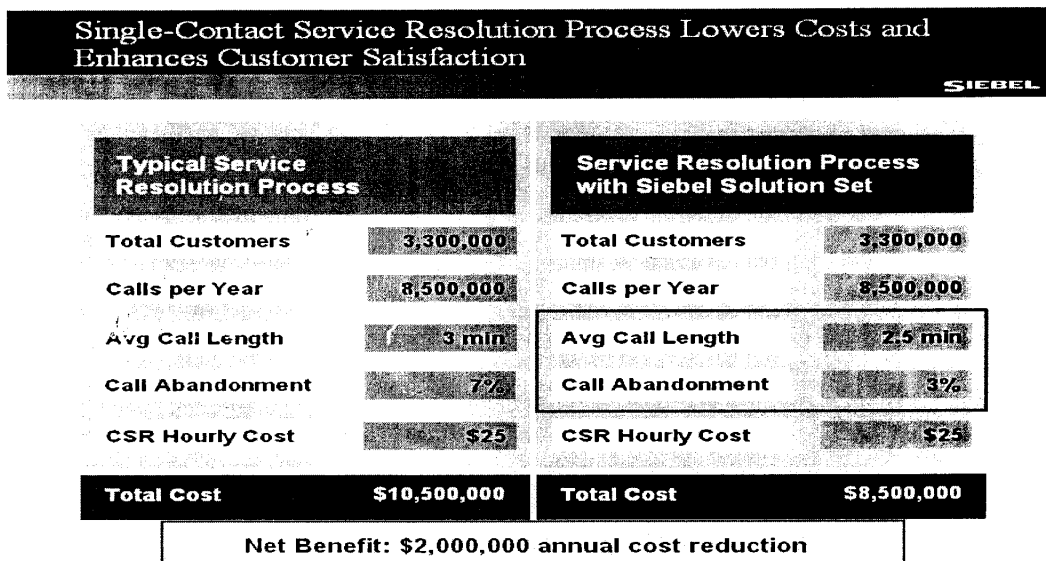 Single-Contact Service Resolution Process Lowers Costs and
Enhances Customer Satisfaction
SIEBEL
Typical Service
Resolution Process
Total Customers 3,300,000
Calls per Year 8,500,000
Avg Call Length 3 min
Call Abandonment 7%
CSR Hourly Cost $25
Total Cost $10,500,000
Service Resolution Process
with Siebel Solution Set
Total Customers 3,300,000
Calls per Year 8,500,000
Avg Call Length 2.5 min
Call Abandonment 3%
CSR Hourly Cost $25
Total Cost $8,500,000
Net Benefit: $2,000,000 annual cost reduction